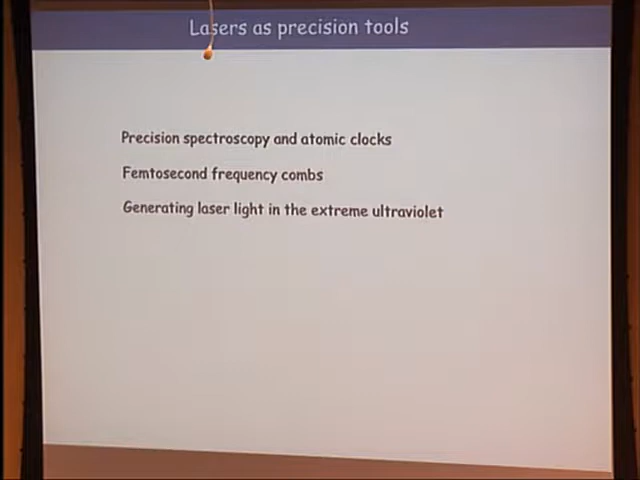 Lasers as precision tools
Precision spectroscopy and atomic clocks
Femtosecond frequency combs
Generating laser light in the extreme ultraviolet